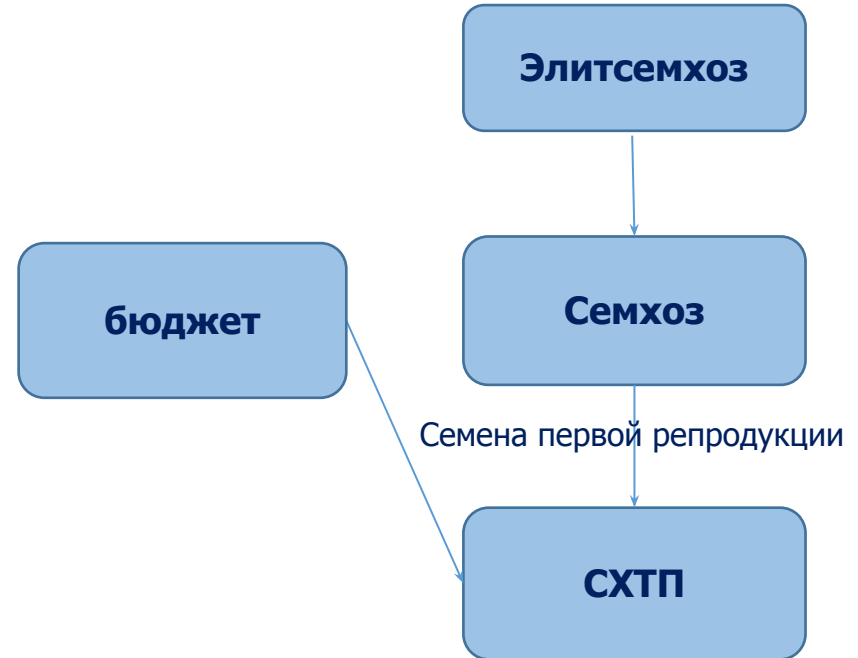 Элитсемхоз
бюджет
Семхоз
Семена первой репродукции
СХТП